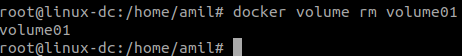 root@linux-dc:/home/amil# docker volume rm volume01
volume01
root@linux-dc:/home/amil#